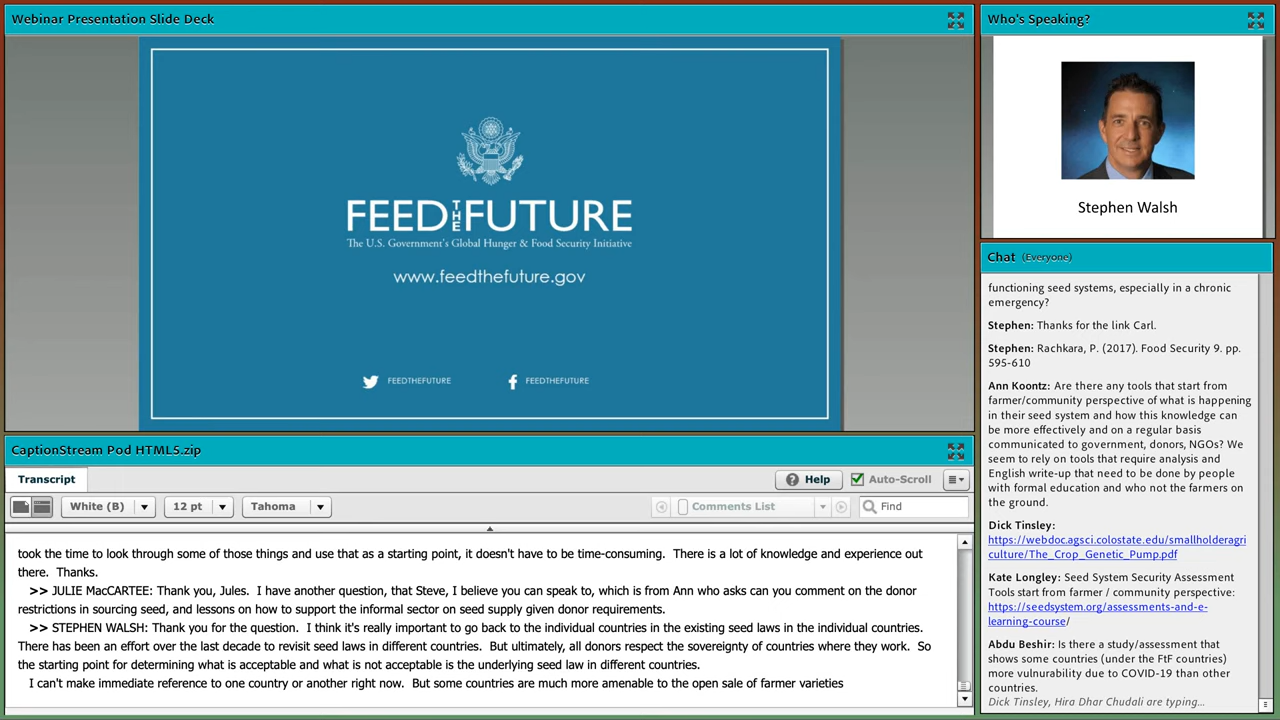 Webinar Presentation Slide Deck
FEED THE FUTURE
The U.S. Government's Global Hunger & Food Security Initiative
www.feedthefuture.gov
FEEDTHEFUTURE
FEEDTHEFUTURE
Who's Speaking?
Stephen Walsh
Chat (Everyone)
functioning seed systems, especially in a chronic
emergency?
Stephen: Thanks for the link Carl.
Stephen: Rachkara, P. (2017). Food Security 9. pp.
595-610
Ann Koontz: Are there any tools that start from
farmer/community perspective of what is happening
in their seed system and how this knowledge can
be more effectively and on a regular basis
communicated to government, donors, NGOs? We
seem to rely on tools that require analysis and
English write-up that need to be done by people
with formal education and who not the farmers on
the ground.
Dick Tinsley:
https://webdoc.agsci.colostate.edu/smallholderagri
culture/The_Crop_Genetic_Pump.pdf
Kate Longley: Seed System Security Assessment
Tools start from farmer / community perspective:
https://seedsystem.org/assessments-and-e-
learning-course/
Abdu Beshir: Is there a study/assessment that
shows some countries (under the FtF countries)
more vulnurability due to COVID-19 than other
countries.
Dick Tinsley, Hira Dhar Chudali are typing...
CaptionStream Pod HTML5.zip
Transcript
Help
Auto-Scroll
White (B)
12 pt
Tahoma
Comments List
Find
took the time to look through some of those things and use that as a starting point, it doesn't have to be time-consuming. There is a lot of knowledge and experience out
there. Thanks.
>> JULIE MacCARTEE: Thank you, Jules. I have another question, that Steve, I believe you can speak to, which is from Ann who asks can you comment on the donor
restrictions in sourcing seed, and lessons on how to support the informal sector on seed supply given donor requirements.
>> STEPHEN WALSH: Thank you for the question. I think it's really important to go back to the individual countries in the existing seed laws in the individual countries.
There has been an effort over the last decade to revisit seed laws in different countries. But ultimately, all donors respect the sovereignty of countries where they work. So
the starting point for determining what is acceptable and what is not acceptable is the underlying seed law in different countries.
I can't make immediate reference to one country or another right now. But some countries are much more amenable to the open sale of farmer varieties